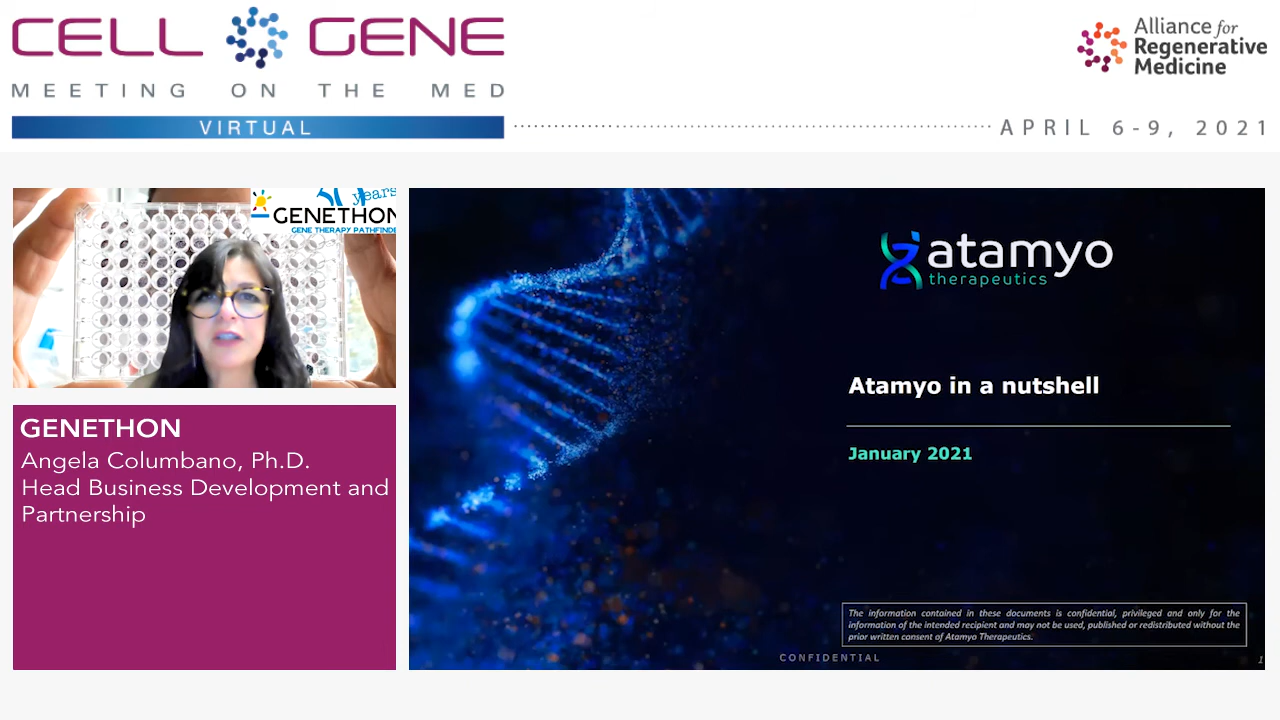 CELL GENE
MEETING ON THE MED
VIRTUAL
Alliance for
Regenerative
Medicine
APRIL 6-9, 2021
years
GENETHON
GENE THERAPY PATHFINDE
GENETHON
Angela Columbano, Ph.D.
Head Business Development and
Partnership
atamyo
therapeutics
Atamyo in a nutshell
January 2021
The information contained in these documents is confidential, privileged and only for the
information of the intended recipient and may not be used, published or redistributed without the
prior written consent of Atamyo Therapeutics.
CONFIDENTIAL
1